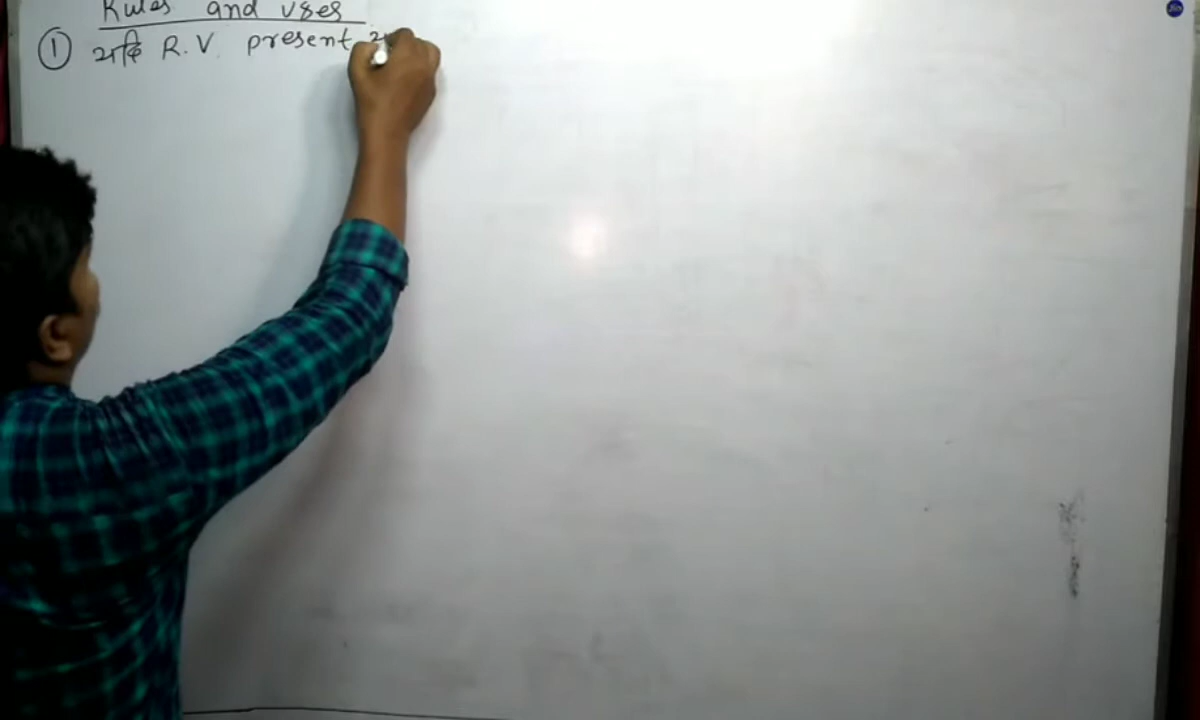 Rules and uses
① यदि R.V. present